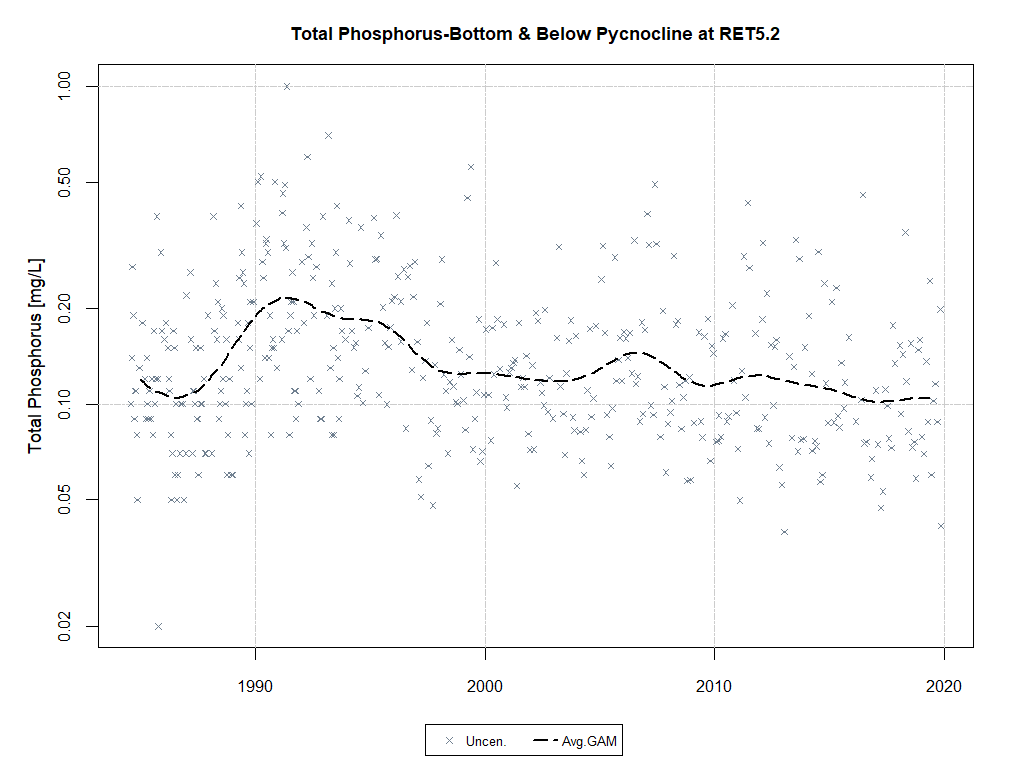 Total Phosphorus-Bottom & Below Pycnocline at RET5.2
Total Phosphorus [mg/L]
1.00
0.50
0.20
0.10
0.05
0.02
1990
2000
2010
2020
Uncen.
Avg.GAM